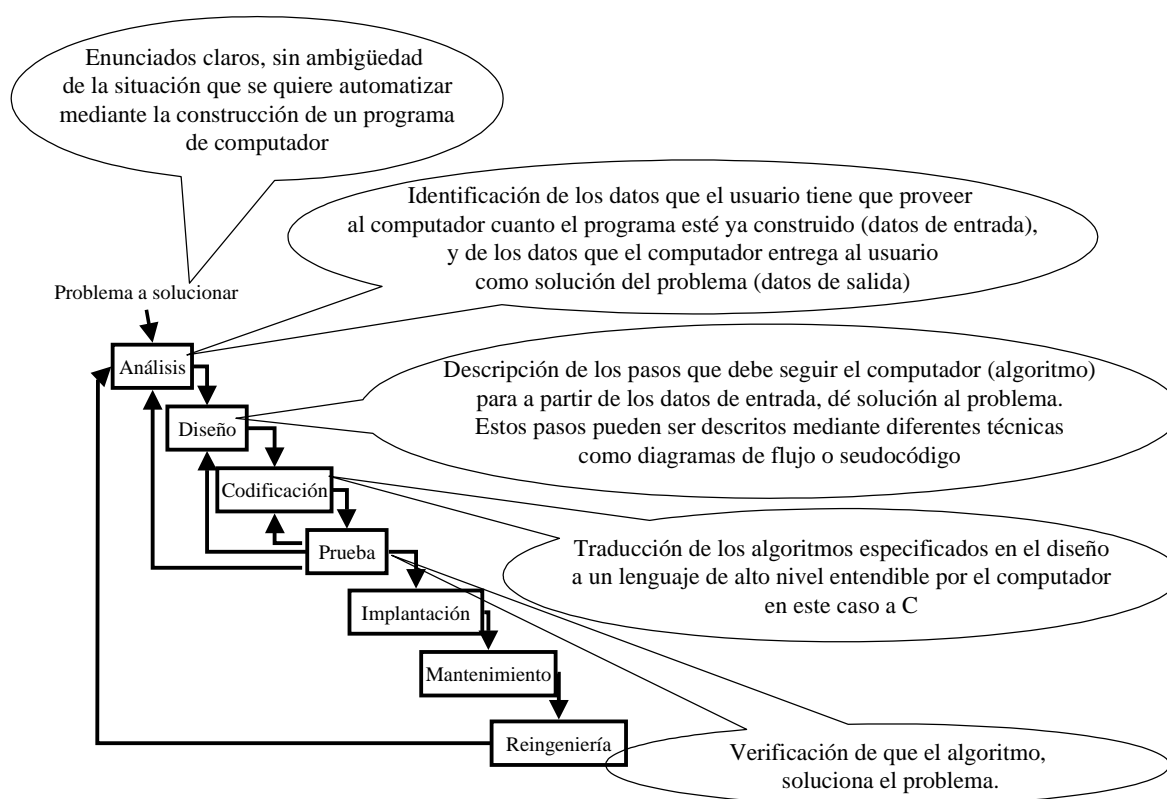 Enunciados claros, sin ambigüedad
de la situación que se quiere automatizar
mediante la construcción de un programa
de computador
Identificación de los datos que el usuario tiene que proveer
al computador cuanto el programa esté ya construido (datos de entrada),
y de los datos que el computador entrega al usuario
como solución del problema (datos de salida)
Problema a solucionar
Análisis
Descripción de los pasos que debe seguir el computador (algoritmo)
para a partir de los datos de entrada, dé solución al problema.
Estos pasos pueden ser descritos mediante diferentes técnicas
como diagramas de flujo o seudocódigo
Diseño
Codificación
Prueba
Traducción de los algoritmos especificados en el diseño
a un lenguaje de alto nivel entendible por el computador
en este caso a C
Implantación
Mantenimiento
Reingeniería
Verificación de que el algoritmo,
soluciona el problema.